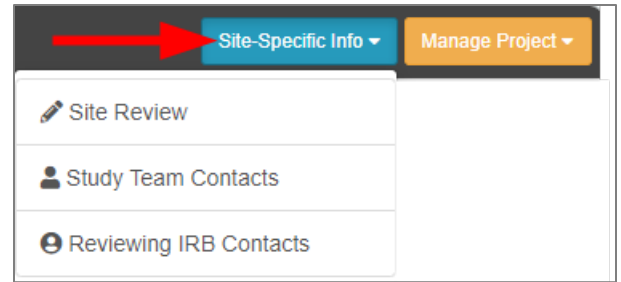 Site-Specific Info
Manage Project
Site Review
Study Team Contacts
Reviewing IRB Contacts